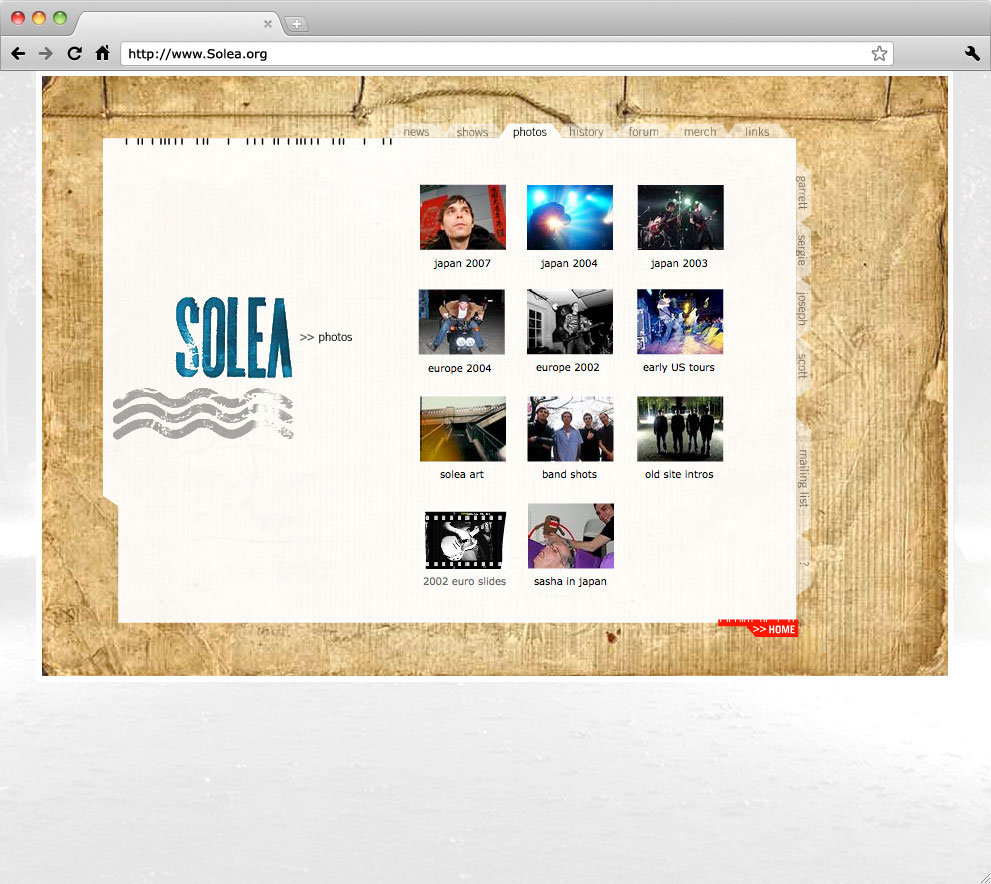 http://www.Solea.org
news shows photos history forum merch links
garrett
sergie
joseph
scott
mailing list
?
SOLEA
>> photos
japan 2007 japan 2004 japan 2003
europe 2004 europe 2002 early US tours
solea art band shots old site intros
2002 euro slides sasha in japan
>> HOME